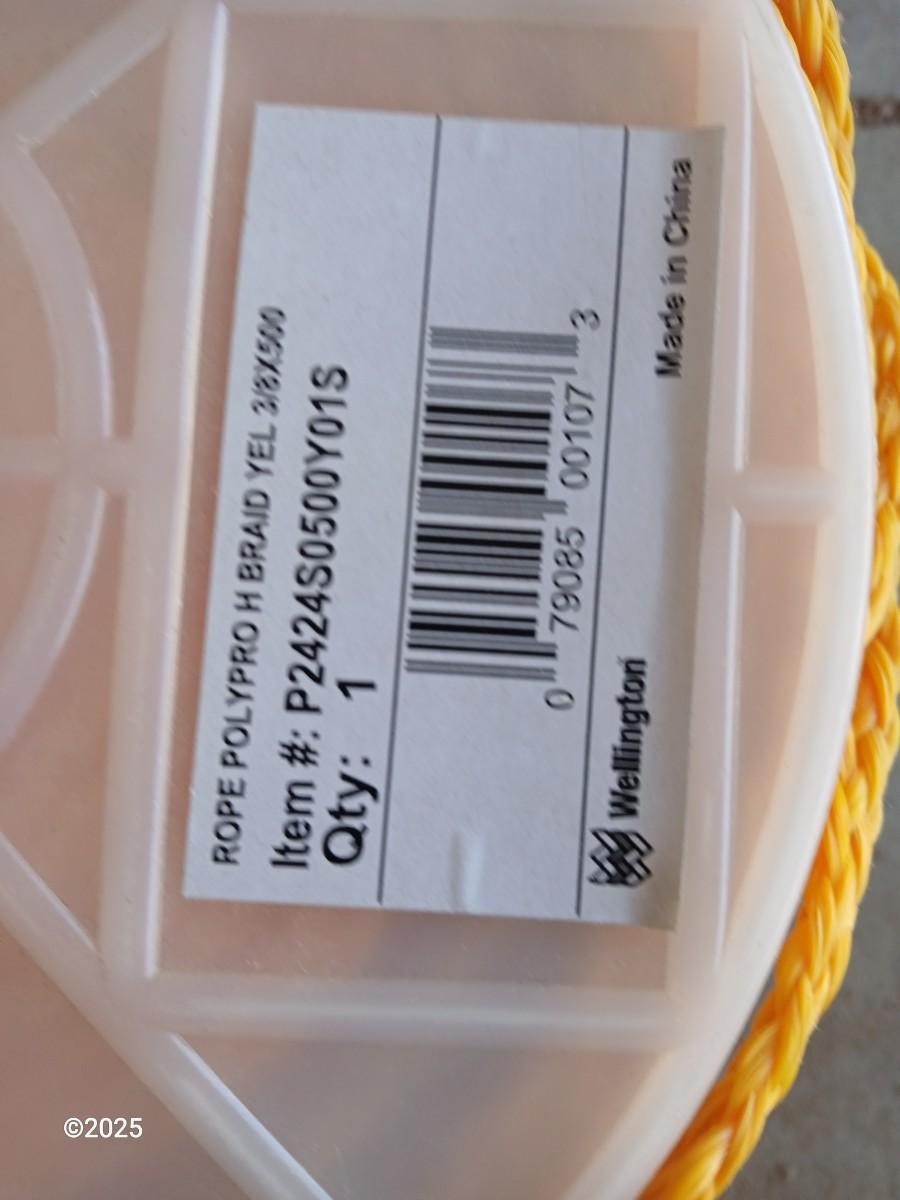 ROPE POLYPRO H BRAID YEL 3/8X500
Item #: P2424S0500Y01S
Qty: 1
0 79085 00107 3
Wellington
Made in China
©2025